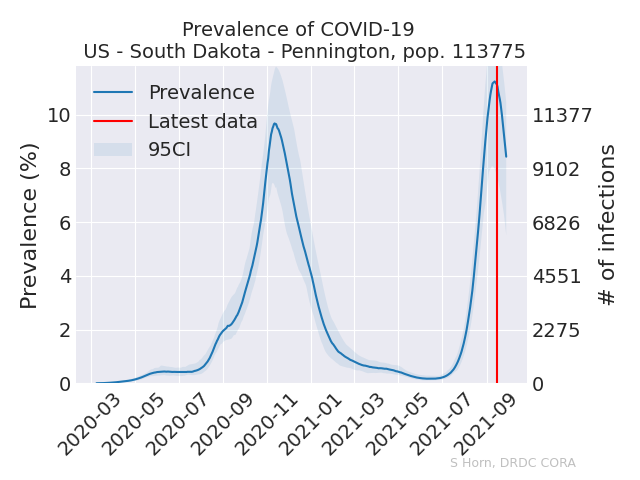 Prevalence of COVID-19
US - South Dakota - Pennington, pop. 113775
Prevalence
Latest data
95CI
Prevalence (%)
10
8
6
4
2
0
11377
9102
6826
4551
2275
0
# of infections
2020-03
2020-05
2020-07
2020-09
2020-11
2021-01
2021-03
2021-05
2021-07
2021-09
S Horn, DRDC CORA